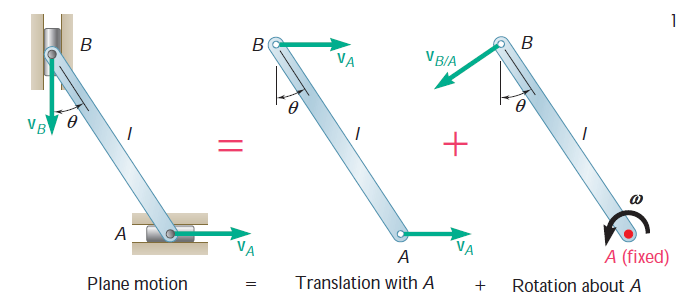 1
B
B
B
v_A
v_B/A
v_B
θ
θ
θ
l
=
l
+
l
ω
A
v_A
A
v_A
A (fixed)
Plane motion = Translation with A + Rotation about A